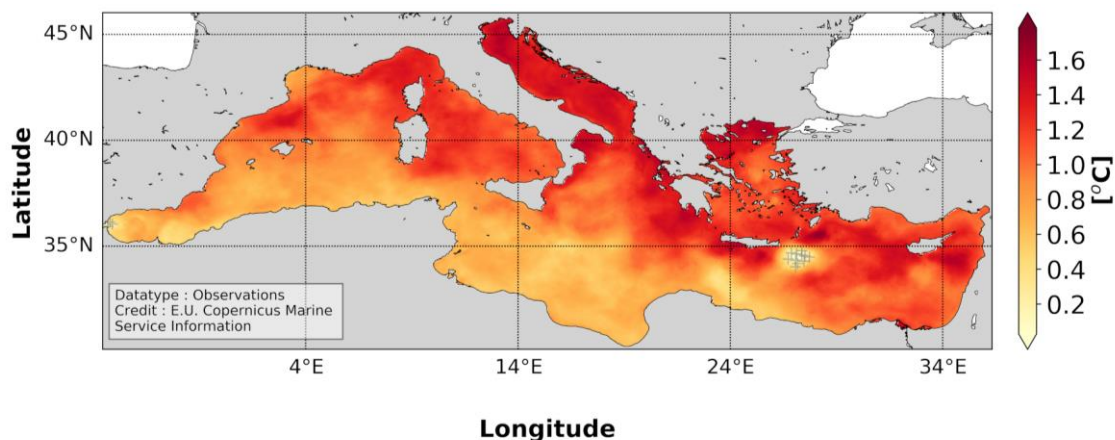 45°N
40°N
35°N
Latitude
Datatype : Observations
Credit : E.U. Copernicus Marine
Service Information
4°E
14°E
24°E
34°E
Longitude
1.6
1.4
1.2
1.0
0.8
0.6
0.4
0.2
[°C]